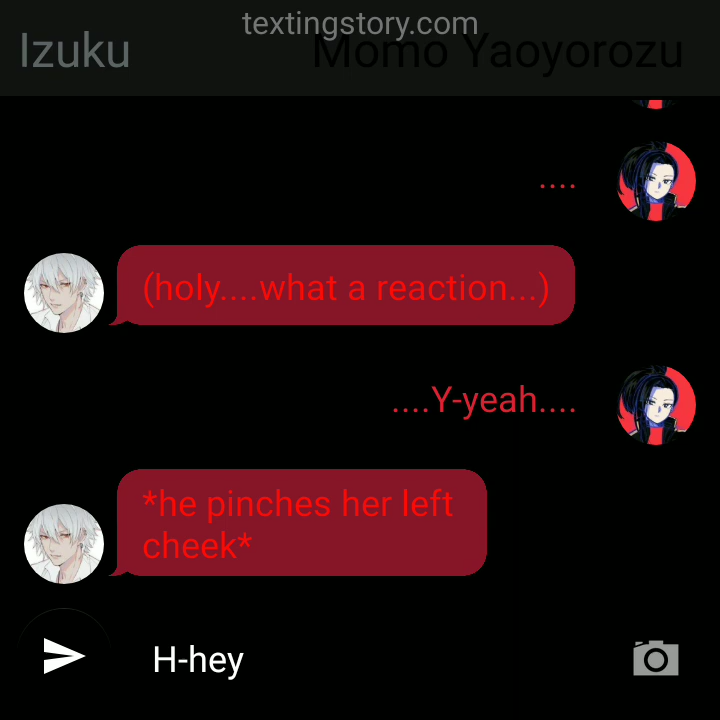 textingstory.com
Izuku
Momo Yaoyorozu
....
(holy....what a reaction...)
....Y-yeah....
*he pinches her left
cheek*
H-hey